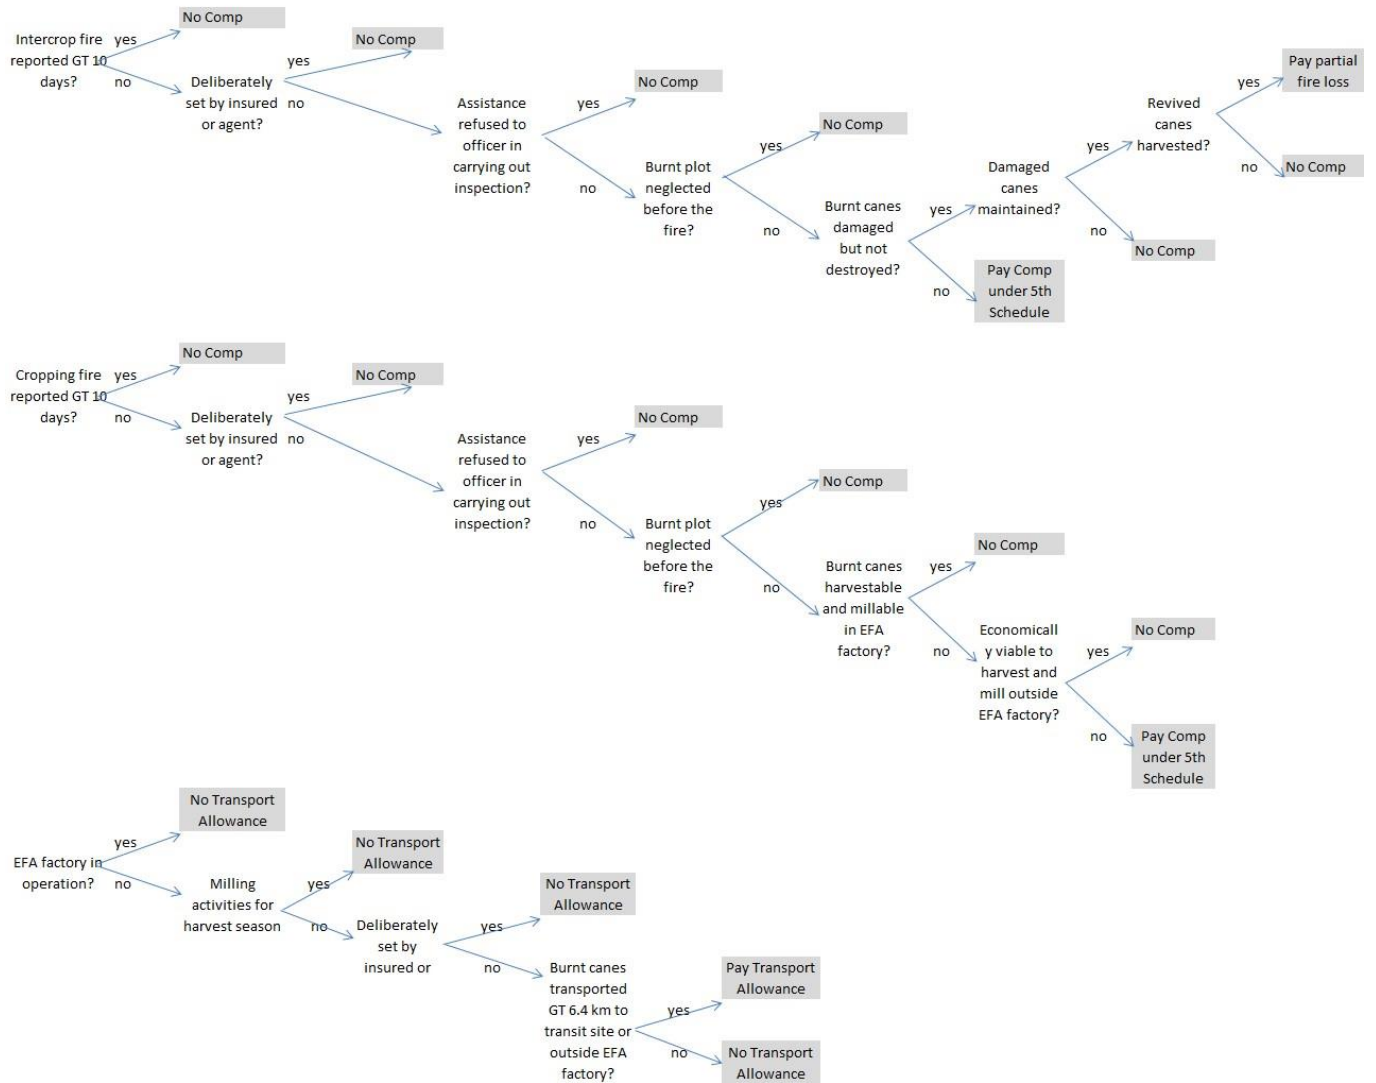 Intercrop fire
reported GT 10
days?
yes
no
No Comp
Deliberately
set by insured
or agent?
yes
no
No Comp
Assistance
refused to
officer in
carrying out
inspection?
yes
no
No Comp
Burnt plot
neglected
before the
fire?
yes
no
No Comp
Burnt canes
damaged
but not
destroyed?
yes
no
Pay Comp
under 5th
Schedule
Damaged
canes
maintained?
yes
no
No Comp
Revived
canes
harvested?
yes
no
Pay partial
fire loss
No Comp
Cropping fire
reported GT 10
days?
yes
no
No Comp
Deliberately
set by insured
or agent?
yes
no
No Comp
Assistance
refused to
officer in
carrying out
inspection?
yes
no
No Comp
Burnt plot
neglected
before the
fire?
yes
no
No Comp
Burnt canes
harvestable
and millable
in EFA
factory?
yes
no
No Comp
Economicall
y viable to
harvest and
mill outside
EFA factory?
yes
no
No Comp
Pay Comp
under 5th
Schedule
EFA factory in
operation?
yes
no
No Transport
Allowance
Milling
activities for
harvest season
yes
no
No Transport
Allowance
Deliberately
set by
insured or
yes
no
No Transport
Allowance
Burnt canes
transported
GT 6.4 km to
transit site or
outside EFA
factory?
yes
no
Pay Transport
Allowance
No Transport
Allowance